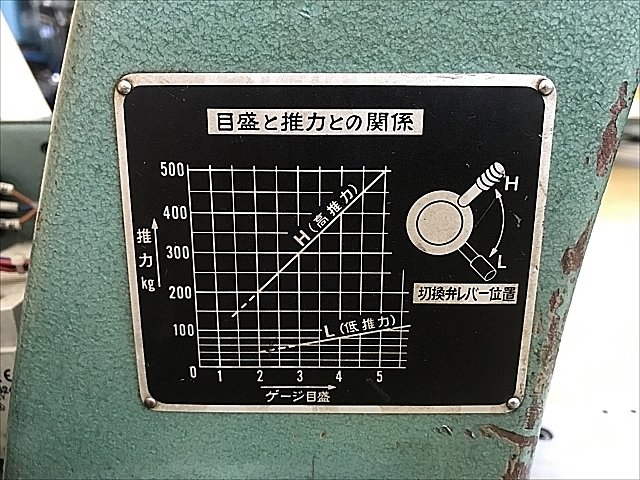 目盛と推力との関係
500
400
300
200
100
0
推力
kg
H(高推力)
L(低推力)
1 2 3 4 5
ゲージ目盛
H
L
切換弁レバー位置